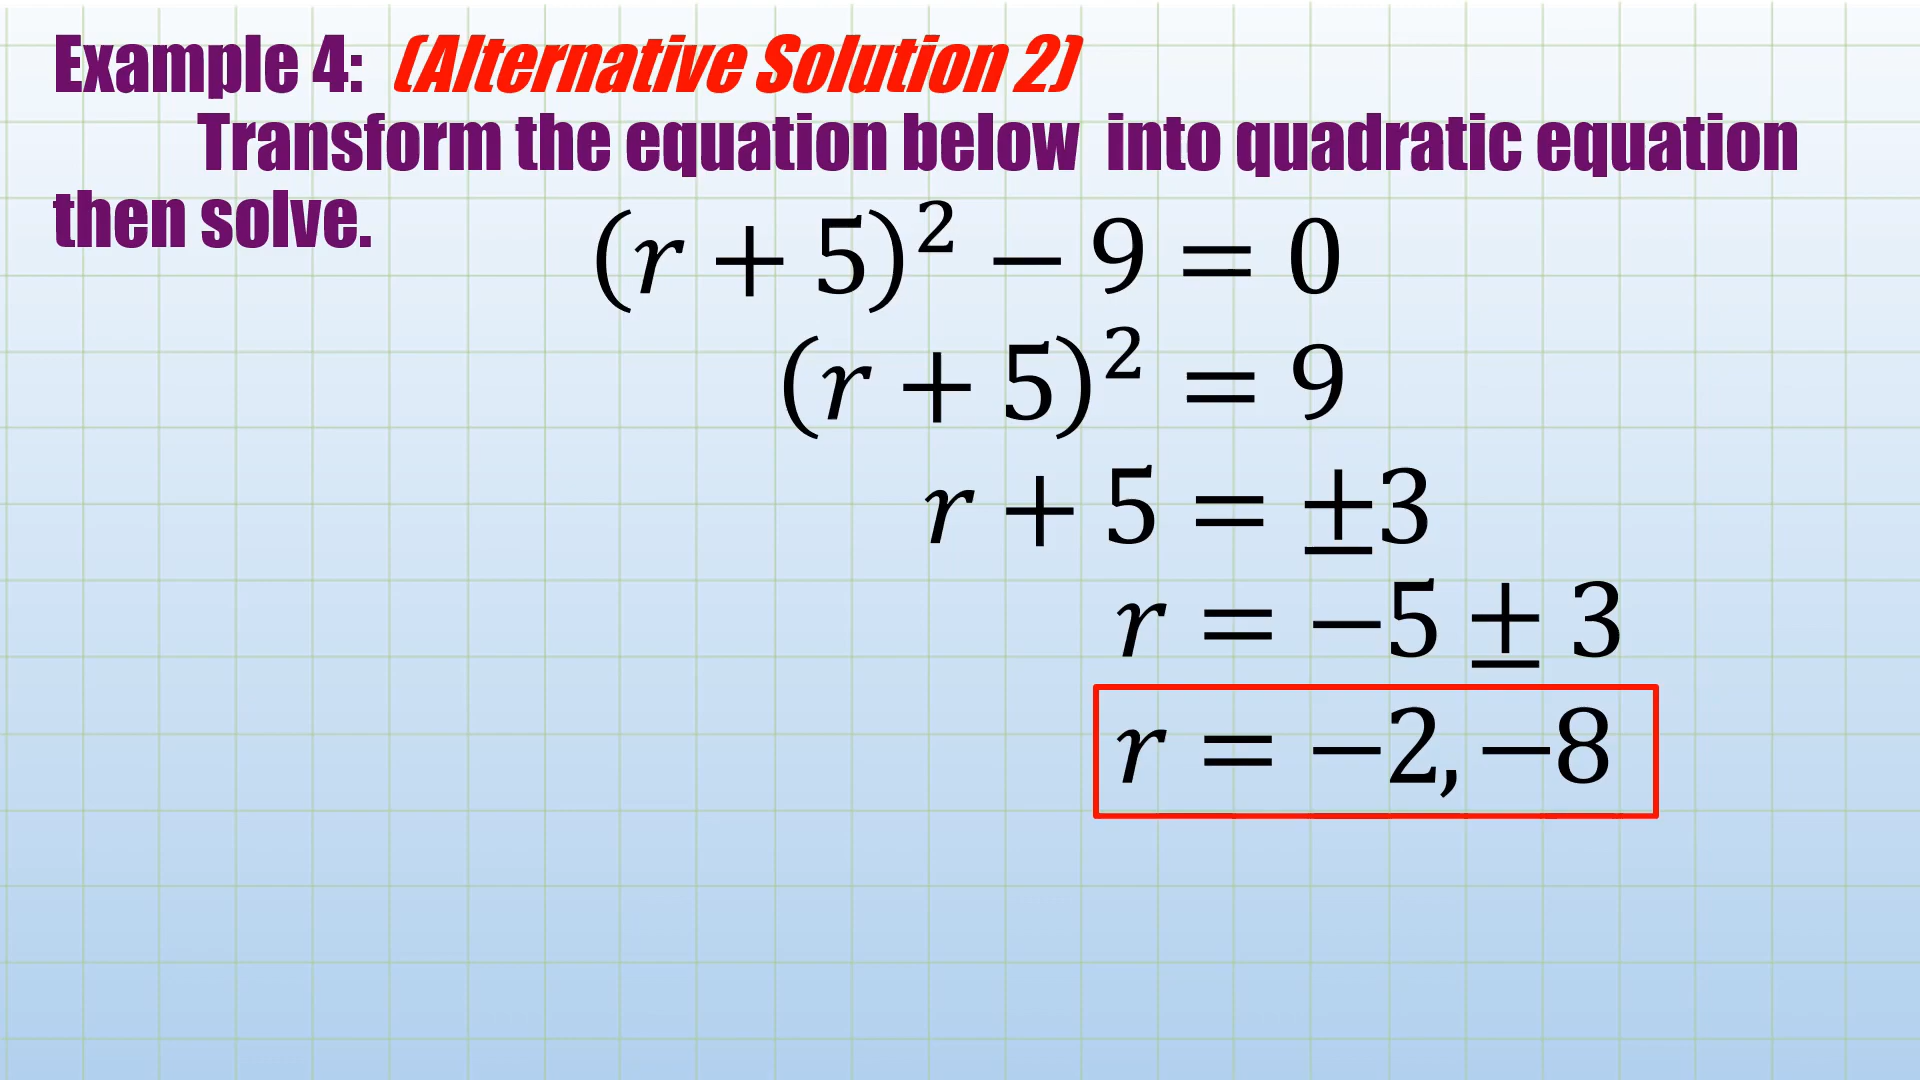 Example 4: (Alternative Solution 2)
Transform the equation below into quadratic equation
then solve.
(r + 5)² − 9 = 0
(r + 5)² = 9
r + 5 = ±3
r = −5 ± 3
r = −2, −8